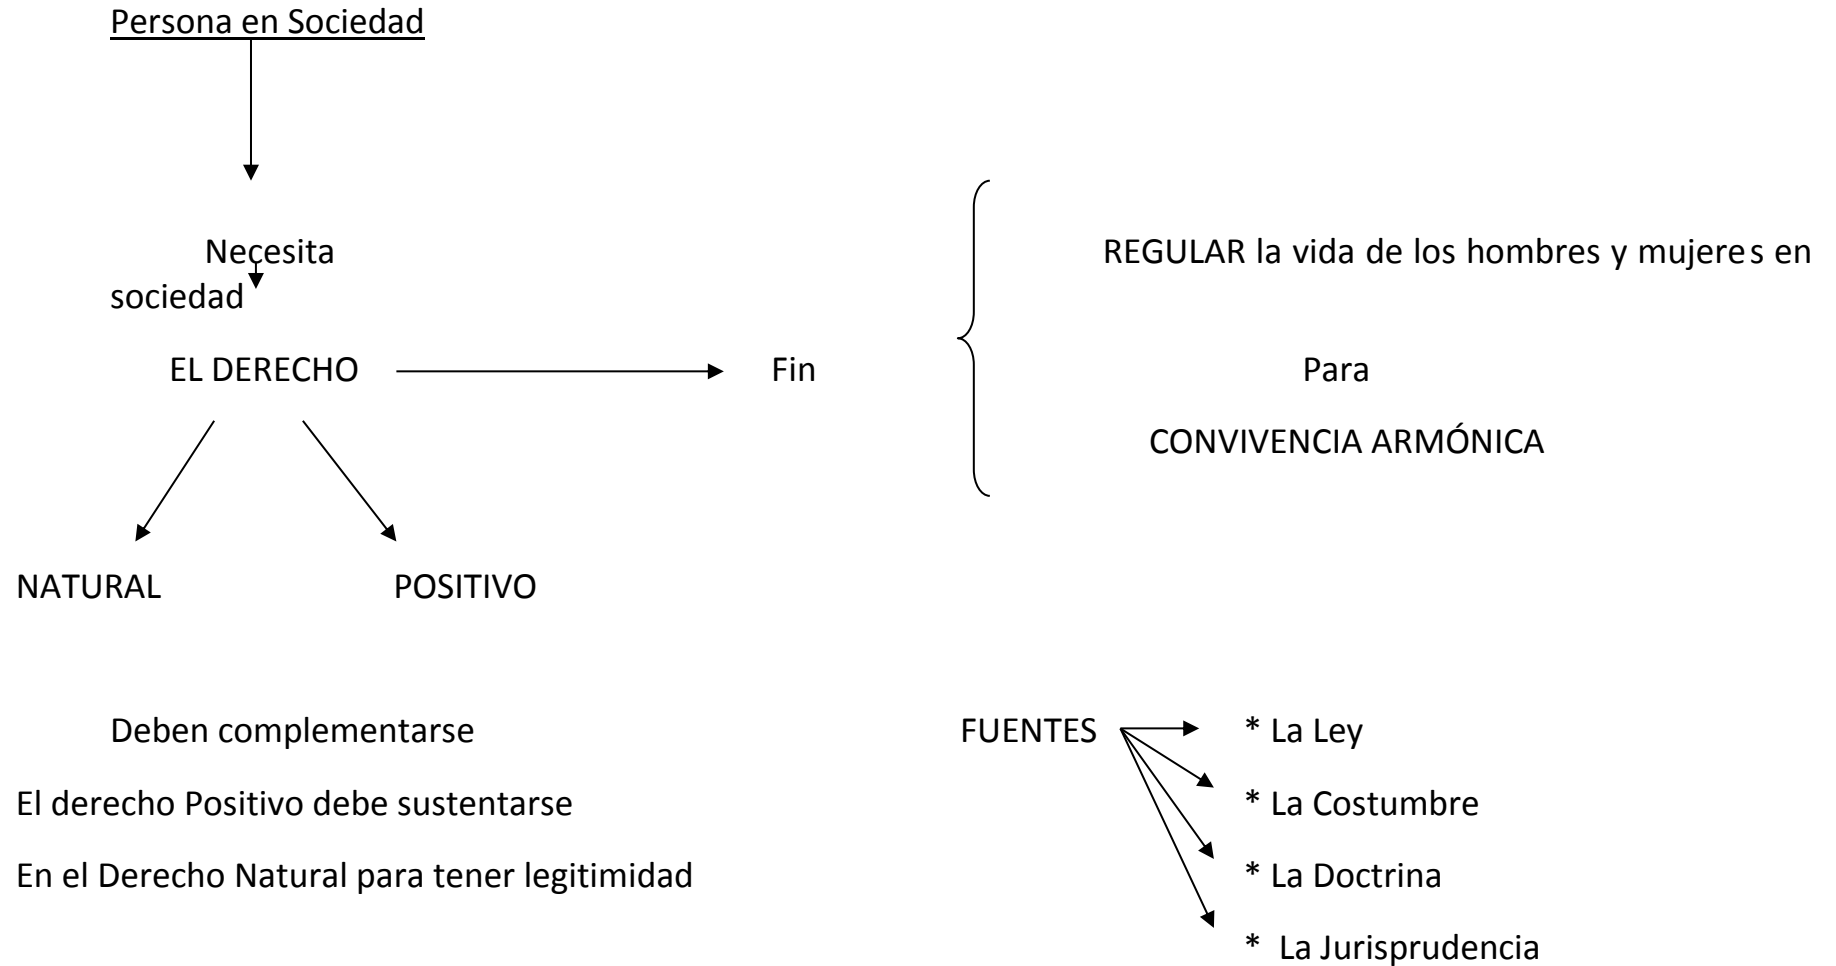 Persona en Sociedad
Necesita
REGULAR la vida de los hombres y mujeres en
sociedad
EL DERECHO
Fin
Para
CONVIVENCIA ARMÓNICA
NATURAL
POSITIVO
Deben complementarse
El derecho Positivo debe sustentarse
En el Derecho Natural para tener legitimidad
FUENTES
* La Ley
* La Costumbre
* La Doctrina
* La Jurisprudencia